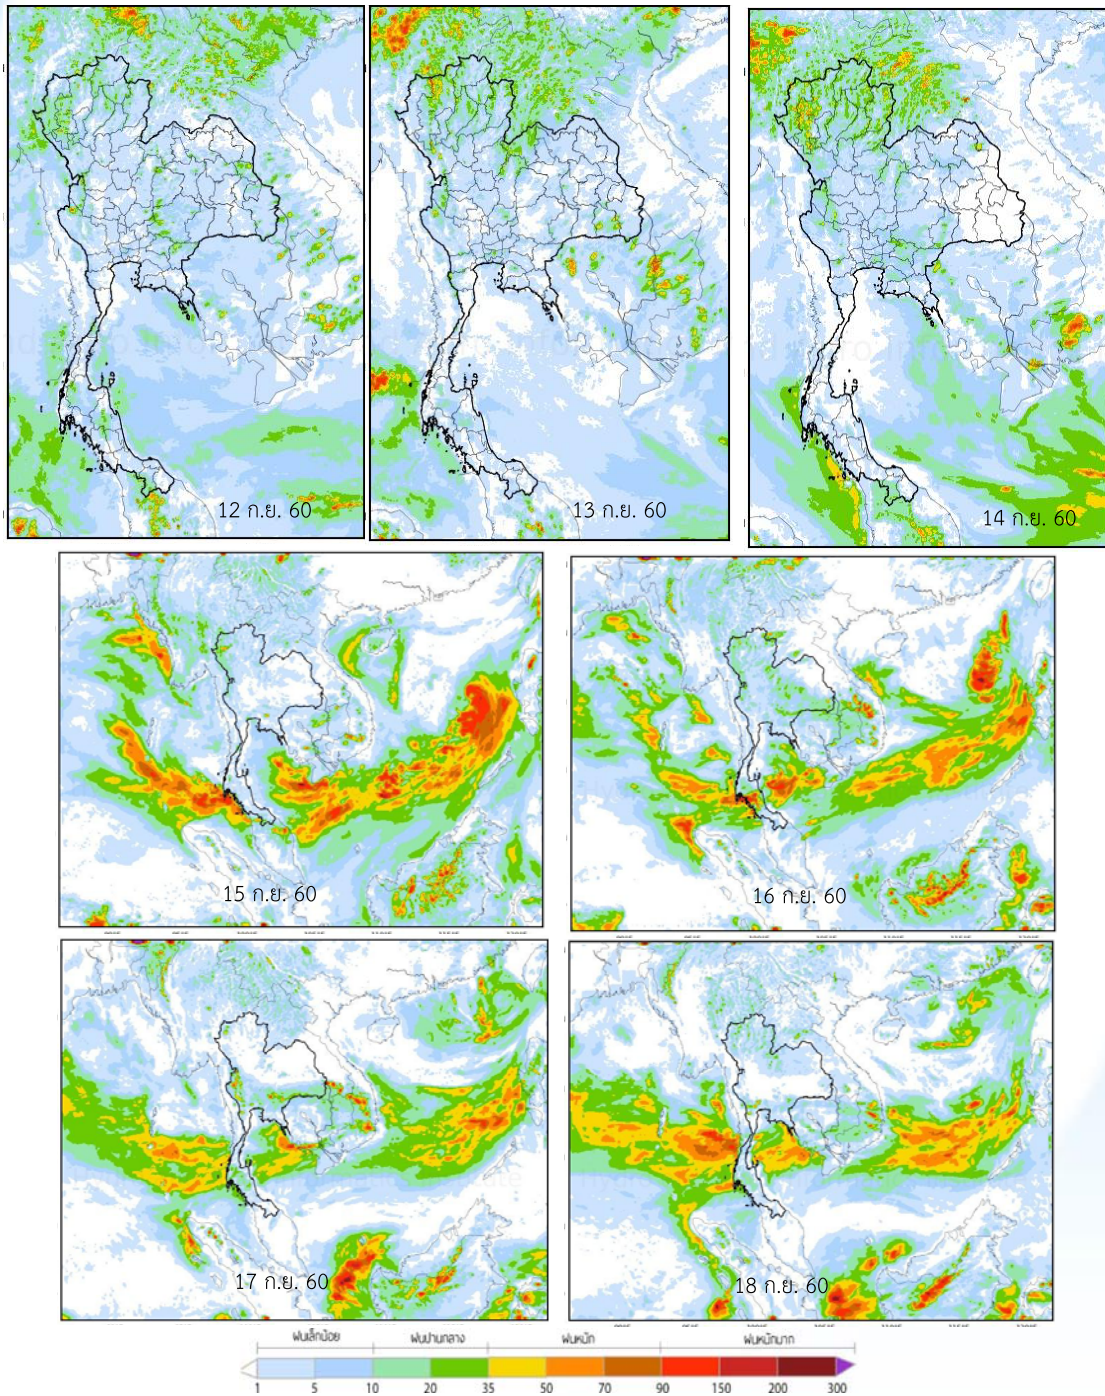 12 ก.ย. 60
13 ก.ย. 60
14 ก.ย. 60
15 ก.ย. 60
16 ก.ย. 60
17 ก.ย. 60
18 ก.ย. 60
ฝนเล็กน้อย ฝนปานกลาง ฝนหนัก ฝนหนักมาก
1 5 10 20 35 50 70 90 150 200 300